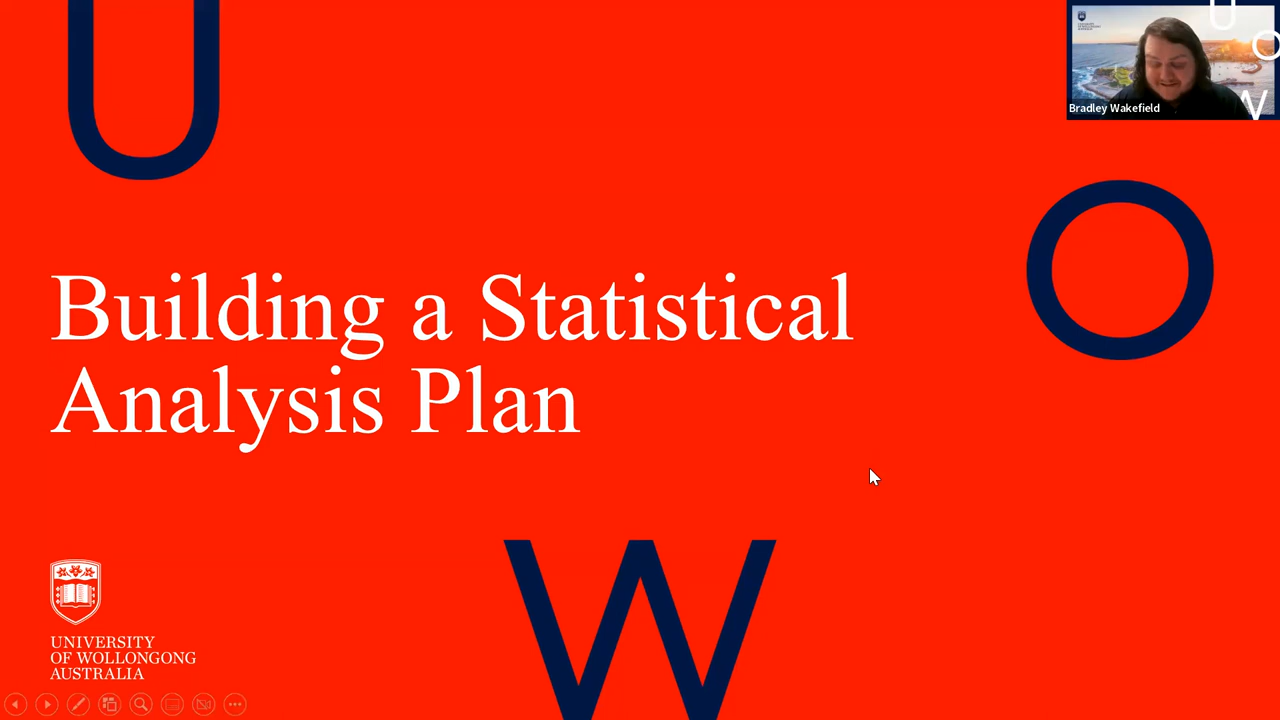 U
O
W
Bradley Wakefield
U
O
Building a Statistical
Analysis Plan
W
UNIVERSITY
OF WOLLONGONG
AUSTRALIA